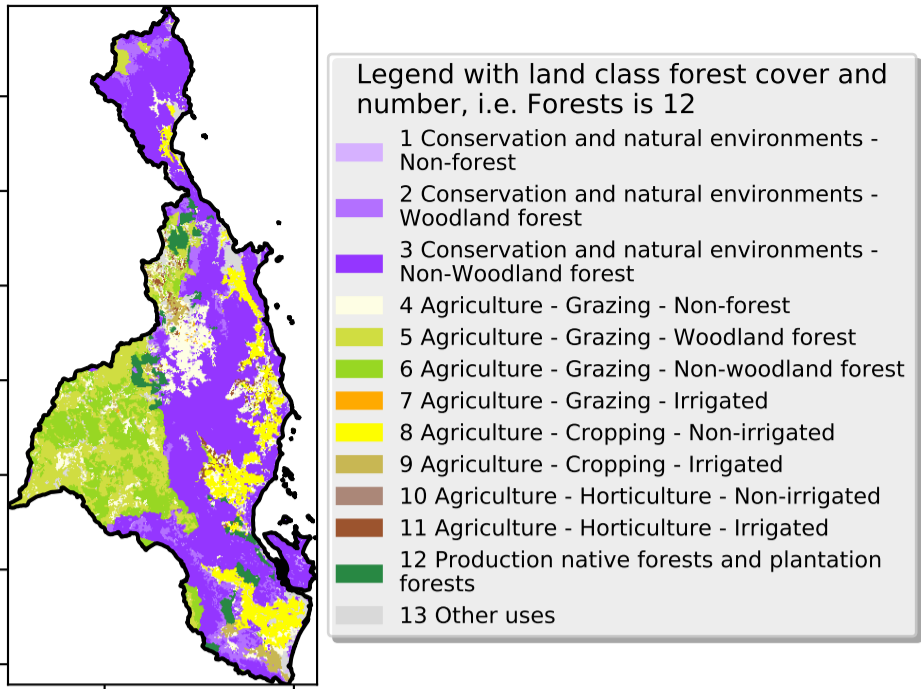 Legend with land class forest cover and
number, i.e. Forests is 12
1 Conservation and natural environments -
Non-forest
2 Conservation and natural environments -
Woodland forest
3 Conservation and natural environments -
Non-Woodland forest
4 Agriculture - Grazing - Non-forest
5 Agriculture - Grazing - Woodland forest
6 Agriculture - Grazing - Non-woodland forest
7 Agriculture - Grazing - Irrigated
8 Agriculture - Cropping - Non-irrigated
9 Agriculture - Cropping - Irrigated
10 Agriculture - Horticulture - Non-irrigated
11 Agriculture - Horticulture - Irrigated
12 Production native forests and plantation
forests
13 Other uses